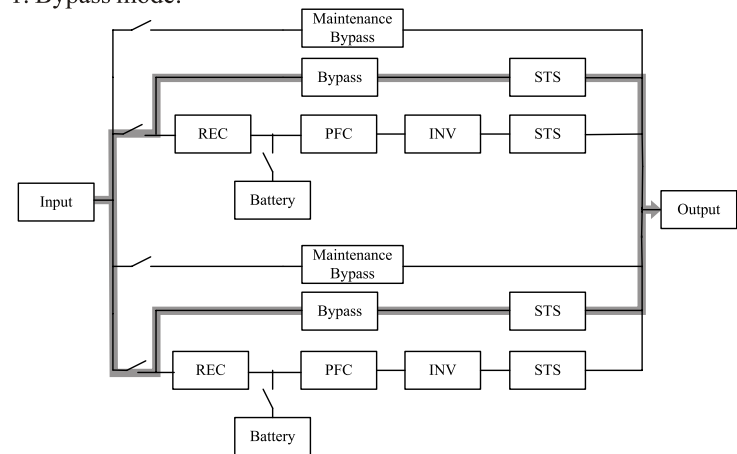 1. Bypass mode:
Maintenance
Bypass
Bypass
STS
REC
PFC
INV
STS
Battery
Input
Output
Maintenance
Bypass
Bypass
STS
REC
PFC
INV
STS
Battery